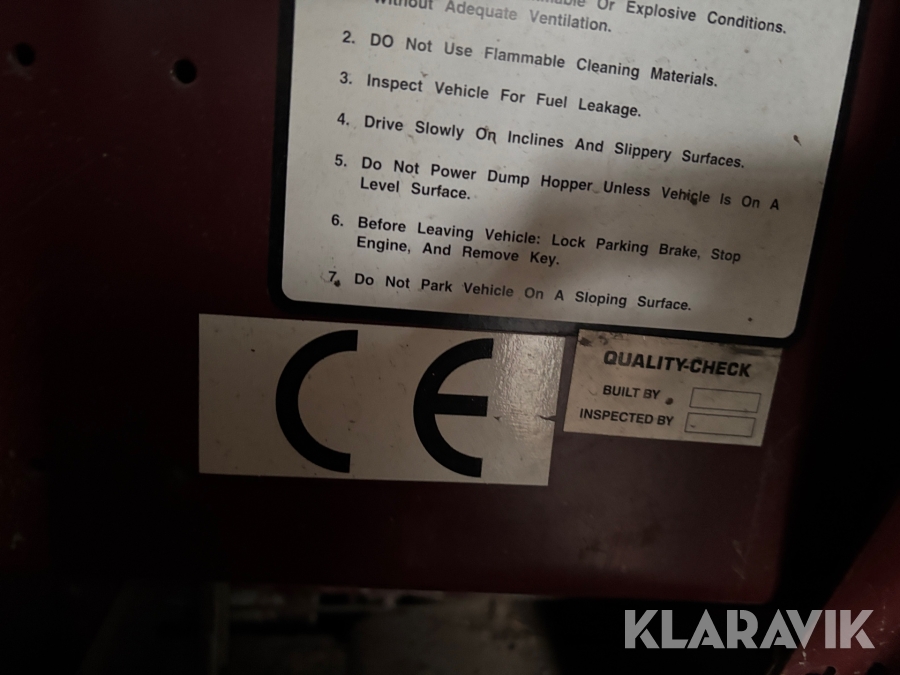 Or Explosive Conditions.
Without Adequate Ventilation.
2. DO Not Use Flammable Cleaning Materials.
3. Inspect Vehicle For Fuel Leakage.
4. Drive Slowly On Inclines And Slippery Surfaces.
5. Do Not Power Dump Hopper Unless Vehicle Is On A
Level Surface.
6. Before Leaving Vehicle: Lock Parking Brake, Stop
Engine, And Remove Key.
7. Do Not Park Vehicle On A Sloping Surface.
CE
QUALITY-CHECK
BUILT BY
INSPECTED BY
KLARAVIK